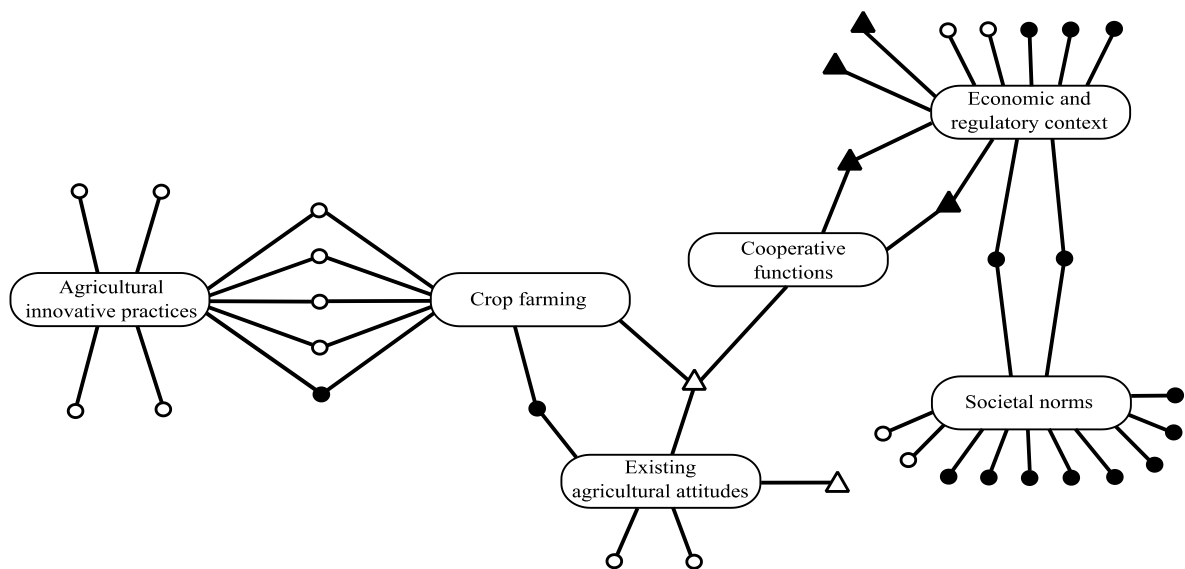 Economic and
regulatory context
Cooperative
functions
Agricultural
innovative practices
Crop farming
Societal norms
Existing
agricultural attitudes